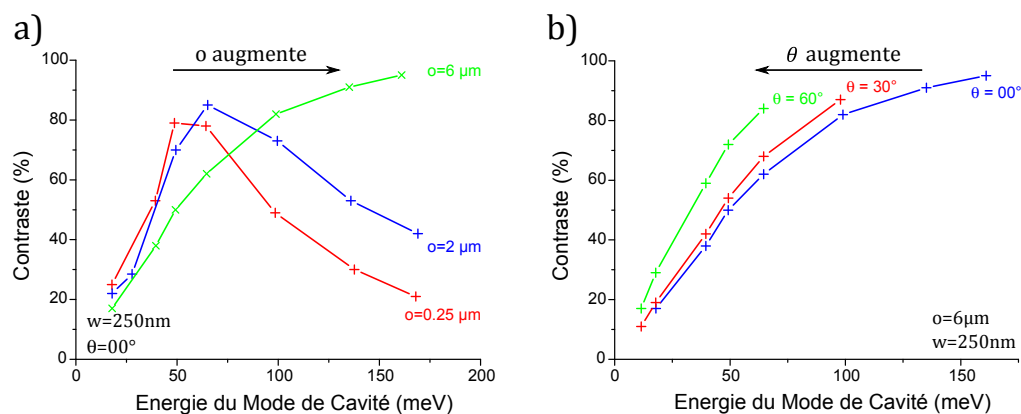 a)
o augmente
o=6 µm
o=2 µm
o=0.25 µm
w=250nm
θ=00°
Contraste (%)
0
20
40
60
80
100
0
50
100
150
200
Energie du Mode de Cavité (meV)
b)
θ augmente
θ = 60°
θ = 30°
θ = 00°
o=6µm
w=250nm
Contraste (%)
0
20
40
60
80
100
0
50
100
150
Energie du Mode de Cavité (meV)